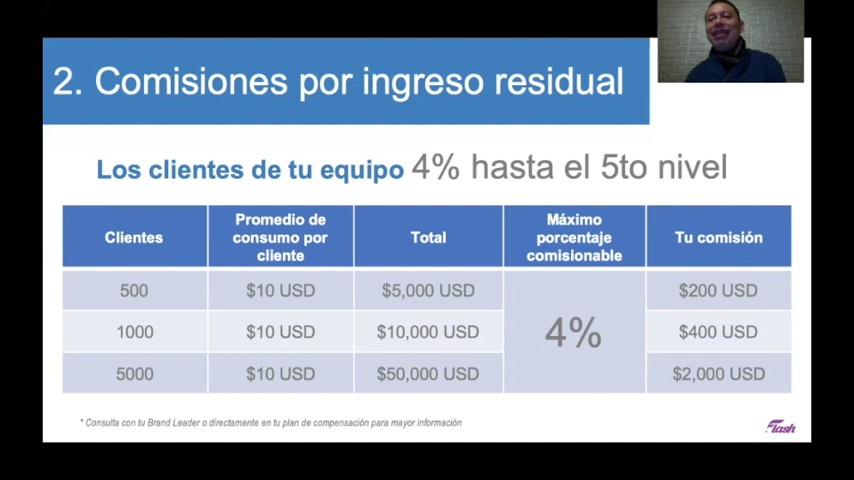 2. Comisiones por ingreso residual
Los clientes de tu equipo 4% hasta el 5to nivel
Clientes
Promedio de
consumo por
cliente
Total
Máximo
porcentaje
comisionable
Tu comisión
500
$10 USD
$5,000 USD
$200 USD
1000
$10 USD
$10,000 USD
4%
$400 USD
5000
$10 USD
$50,000 USD
$2,000 USD
* Consulta con tu Brand Leader o directamente en tu plan de compensación para mayor información
Flash